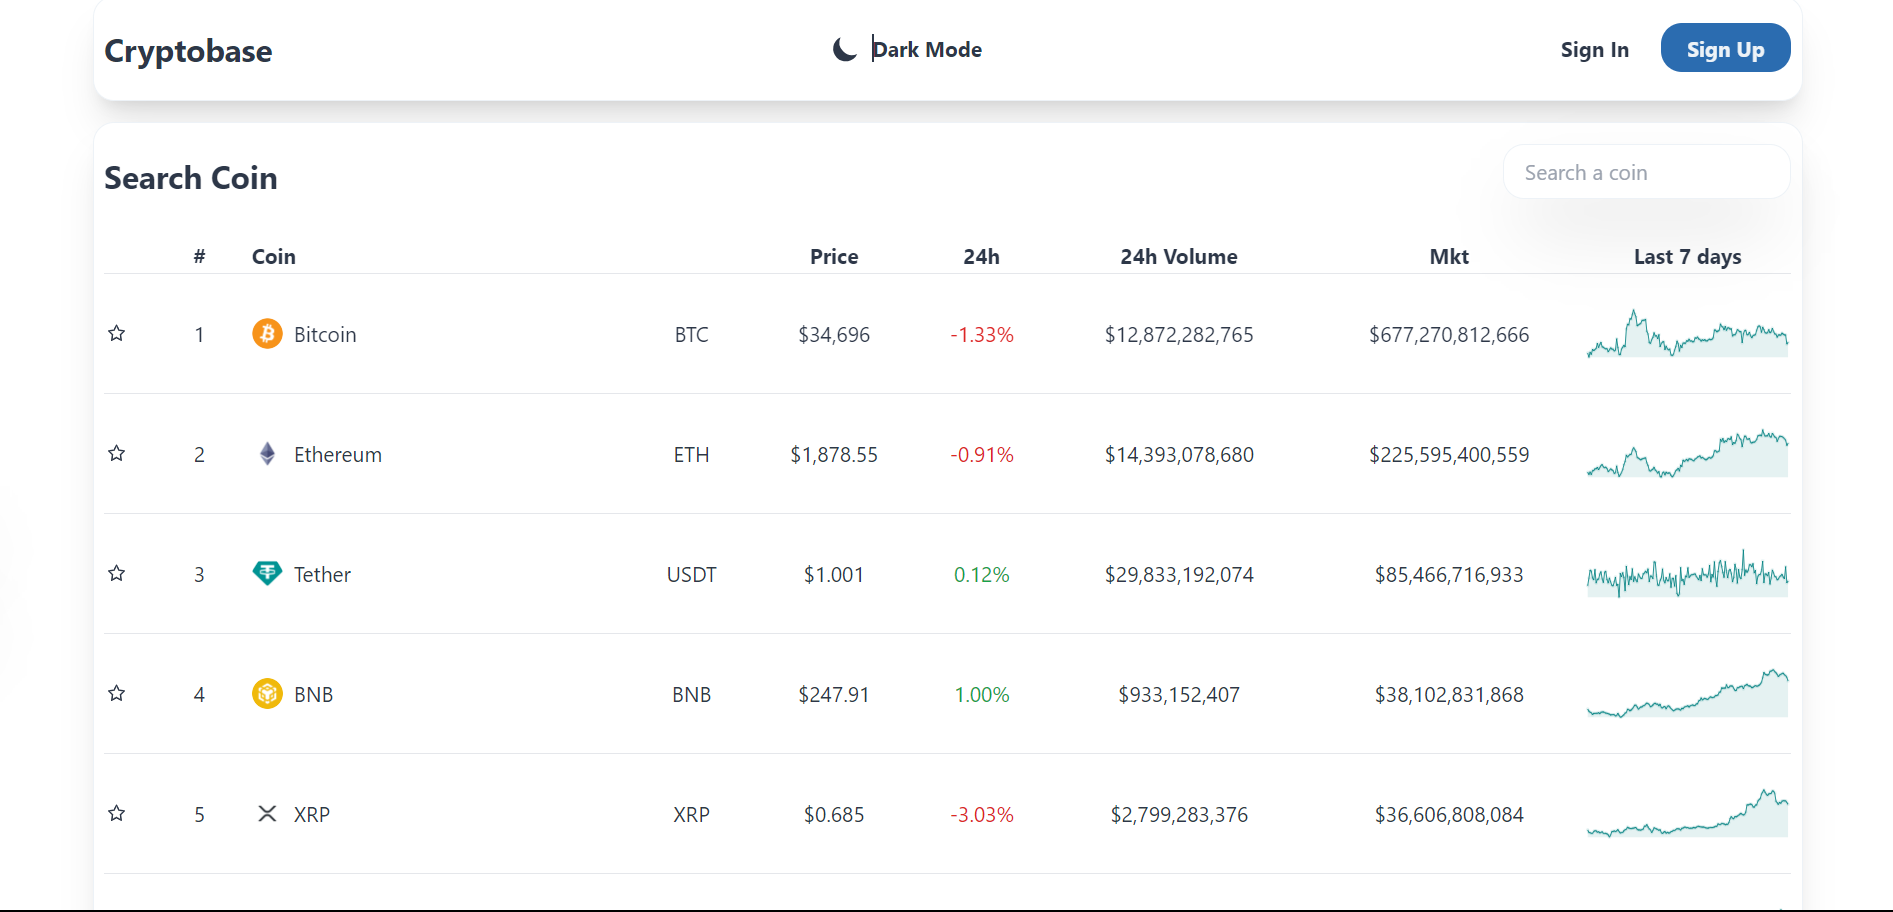 Cryptobase Dark Mode Sign In Sign Up
Search Coin Search a coin
# Coin Price 24h 24h Volume Mkt Last 7 days
1 Bitcoin BTC $34,696 -1.33% $12,872,282,765 $677,270,812,666
2 Ethereum ETH $1,878.55 -0.91% $14,393,078,680 $225,595,400,559
3 Tether USDT $1.001 0.12% $29,833,192,074 $85,466,716,933
4 BNB BNB $247.91 1.00% $933,152,407 $38,102,831,868
5 XRP XRP $0.685 -3.03% $2,799,283,376 $36,606,808,084